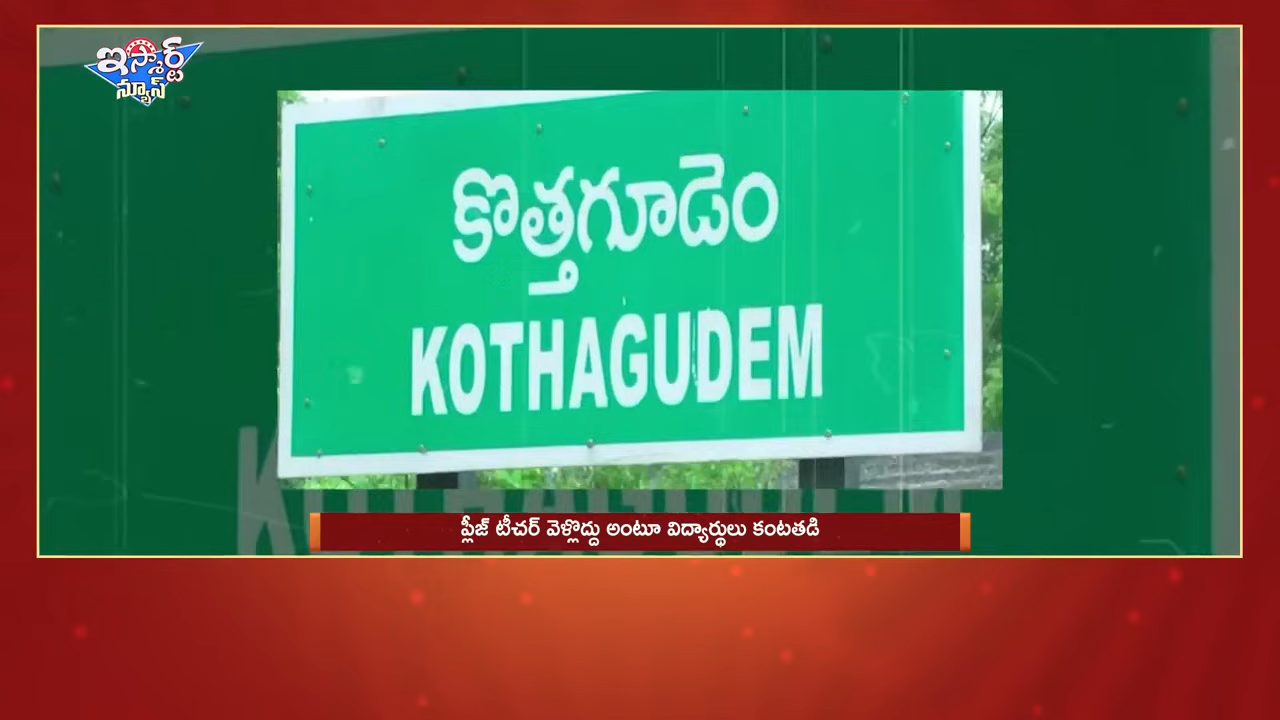 ఇస్మార్ట్
న్యూస్
కొత్తగూడెం
KOTHAGUDEM
ప్లీజ్ టీచర్ వెళ్లొద్దు అంటూ విద్యార్థులు కంటతడి